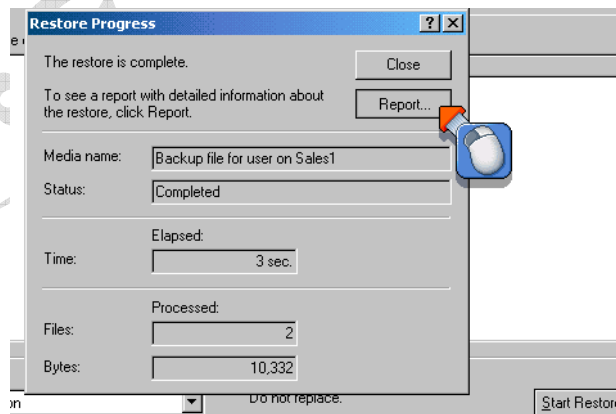 Restore Progress
The restore is complete.
Close
To see a report with detailed information about
the restore, click Report.
Report...
Media name:
Backup file for user on Sales1
Status:
Completed
Elapsed:
Time:
3 sec.
Processed:
Files:
2
Bytes:
10,332
Do not replace.
Start Restore